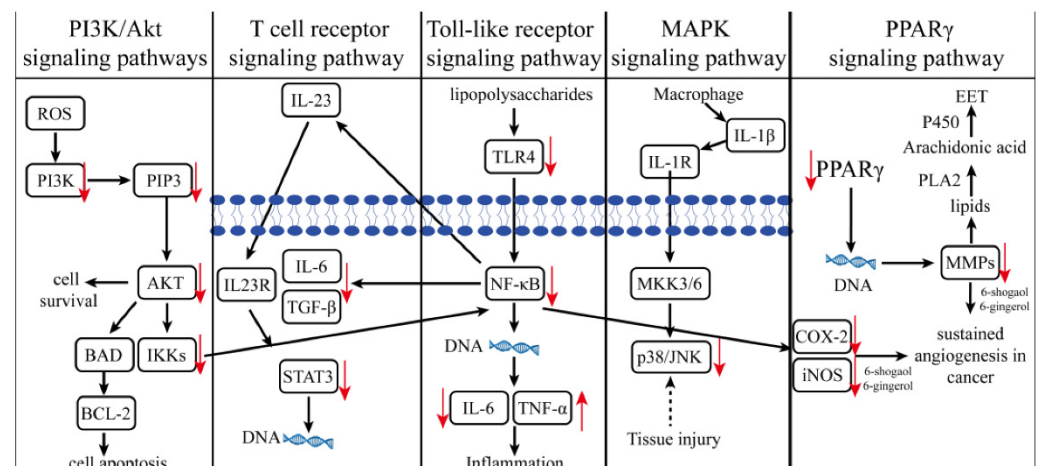 PI3K/Akt
signaling pathways
T cell receptor
signaling pathway
Toll-like receptor
signaling pathway
MAPK
signaling pathway
PPARγ
signaling pathway
ROS
PI3K
PIP3
AKT
cell
survival
BAD
IKKs
BCL-2
cell apoptosis
IL-23
IL23R
IL-6
TGF-β
STAT3
DNA
lipopolysaccharides
TLR4
NF-κB
DNA
IL-6
TNF-α
Inflammation
Macrophage
IL-1β
IL-1R
MKK3/6
p38/JNK
Tissue injury
EET
P450
Arachidonic acid
PLA2
lipids
PPARγ
DNA
MMPs
6-shogaol
6-gingerol
sustained
angiogenesis in
cancer
COX-2
iNOS
6-shogaol
6-gingerol